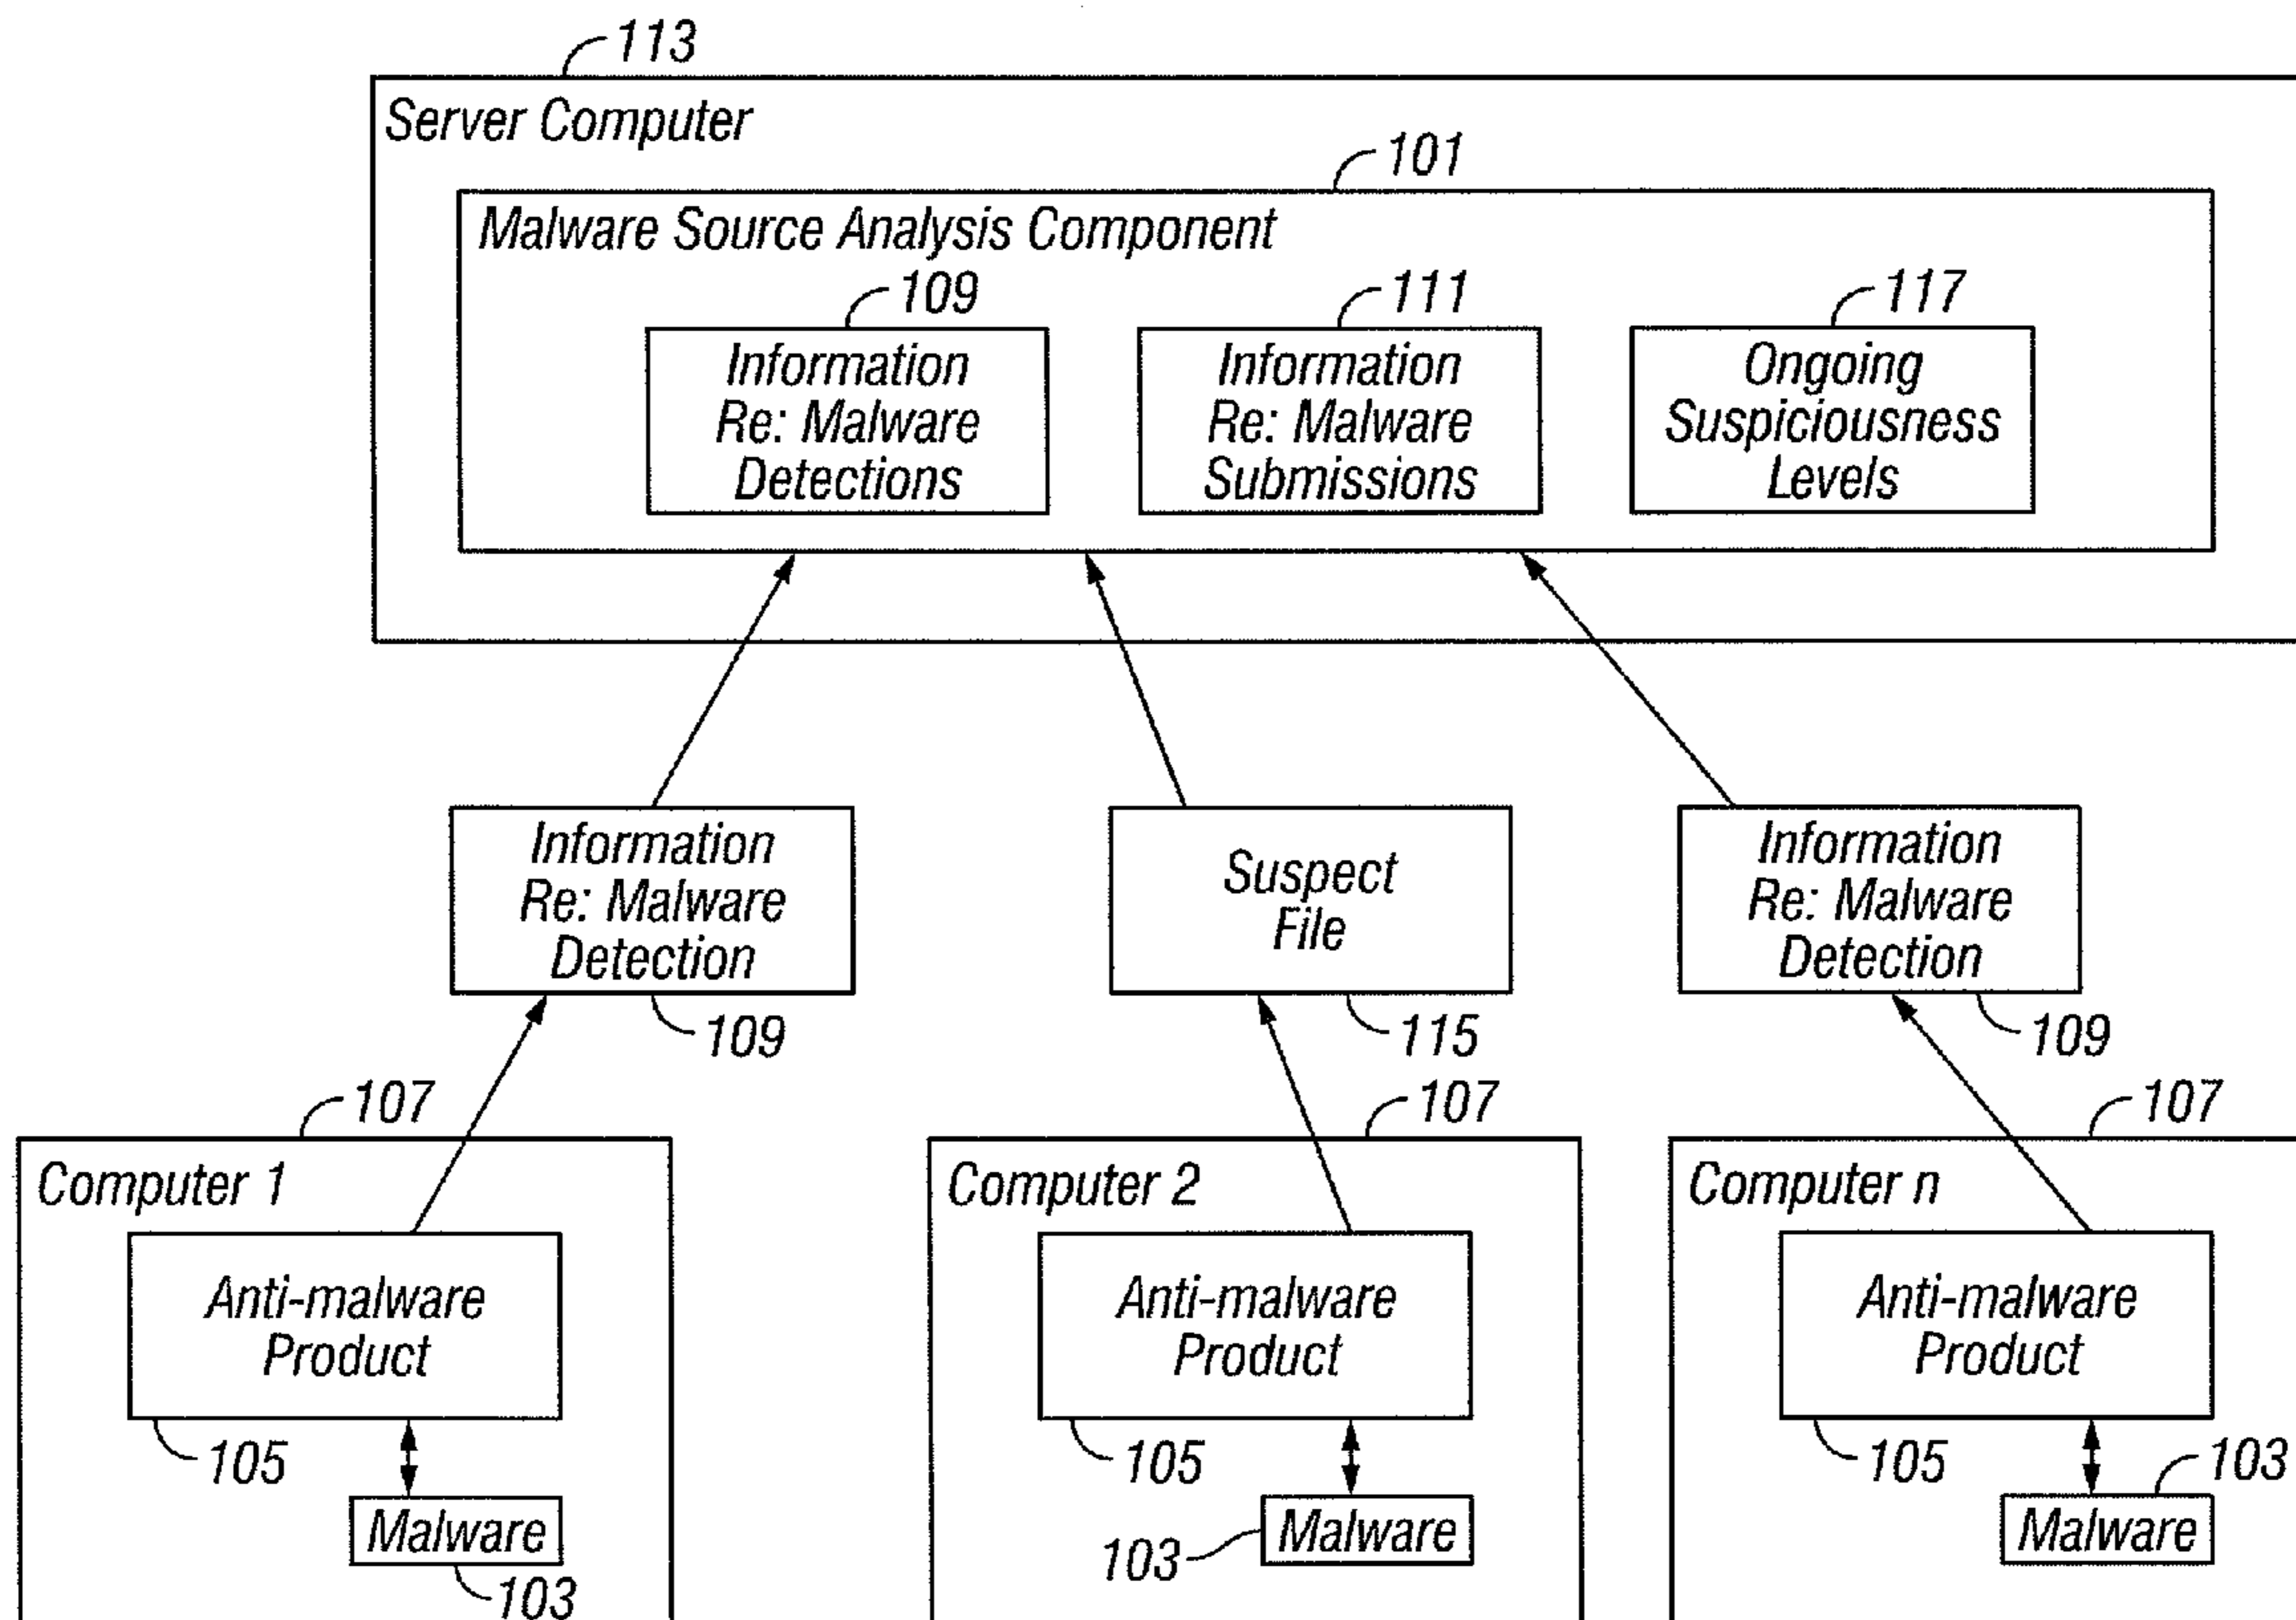 113
Server Computer
101
Malware Source Analysis Component
109
111
117
Information
Re: Malware
Detections
Information
Re: Malware
Submissions
Ongoing
Suspiciousness
Levels
Information
Re: Malware
Detection
109
Suspect
File
115
Information
Re: Malware
Detection
109
107
Computer 1
Anti-malware
Product
105
Malware
103
107
Computer 2
Anti-malware
Product
105
Malware
103
107
Computer n
Anti-malware
Product
105
103
Malware